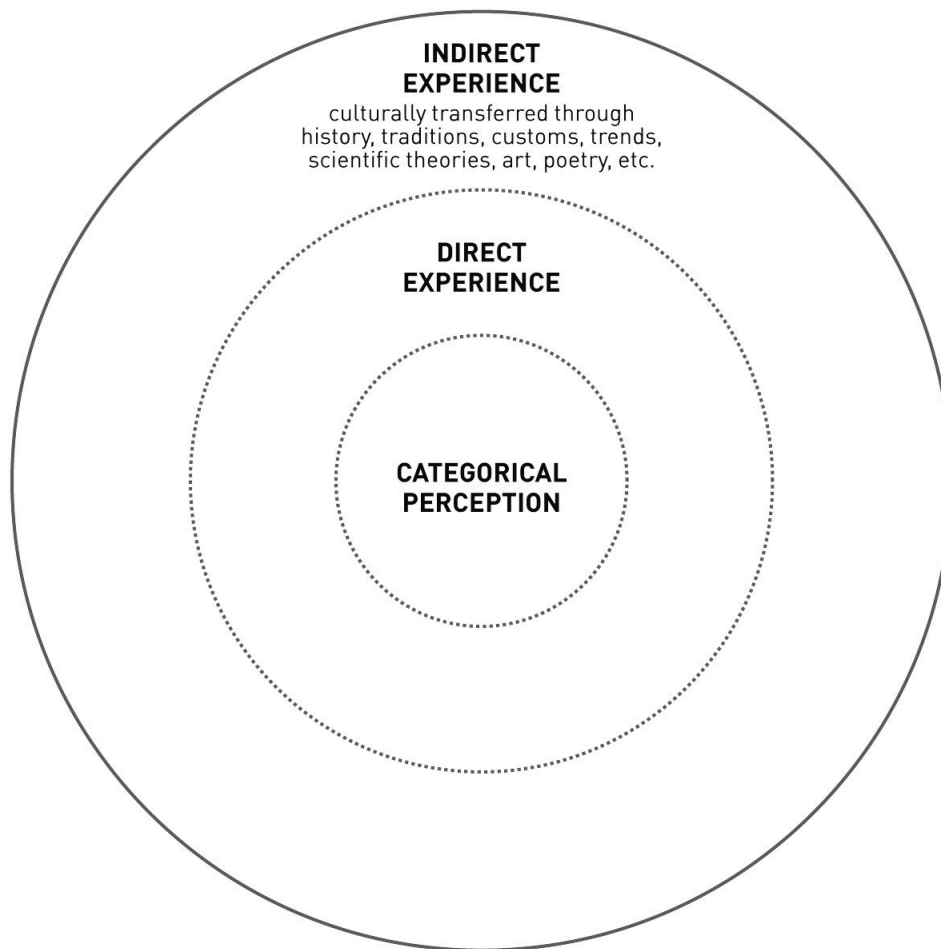 INDIRECT
EXPERIENCE
culturally transferred through
history, traditions, customs, trends,
scientific theories, art, poetry, etc.
DIRECT
EXPERIENCE
CATEGORICAL
PERCEPTION